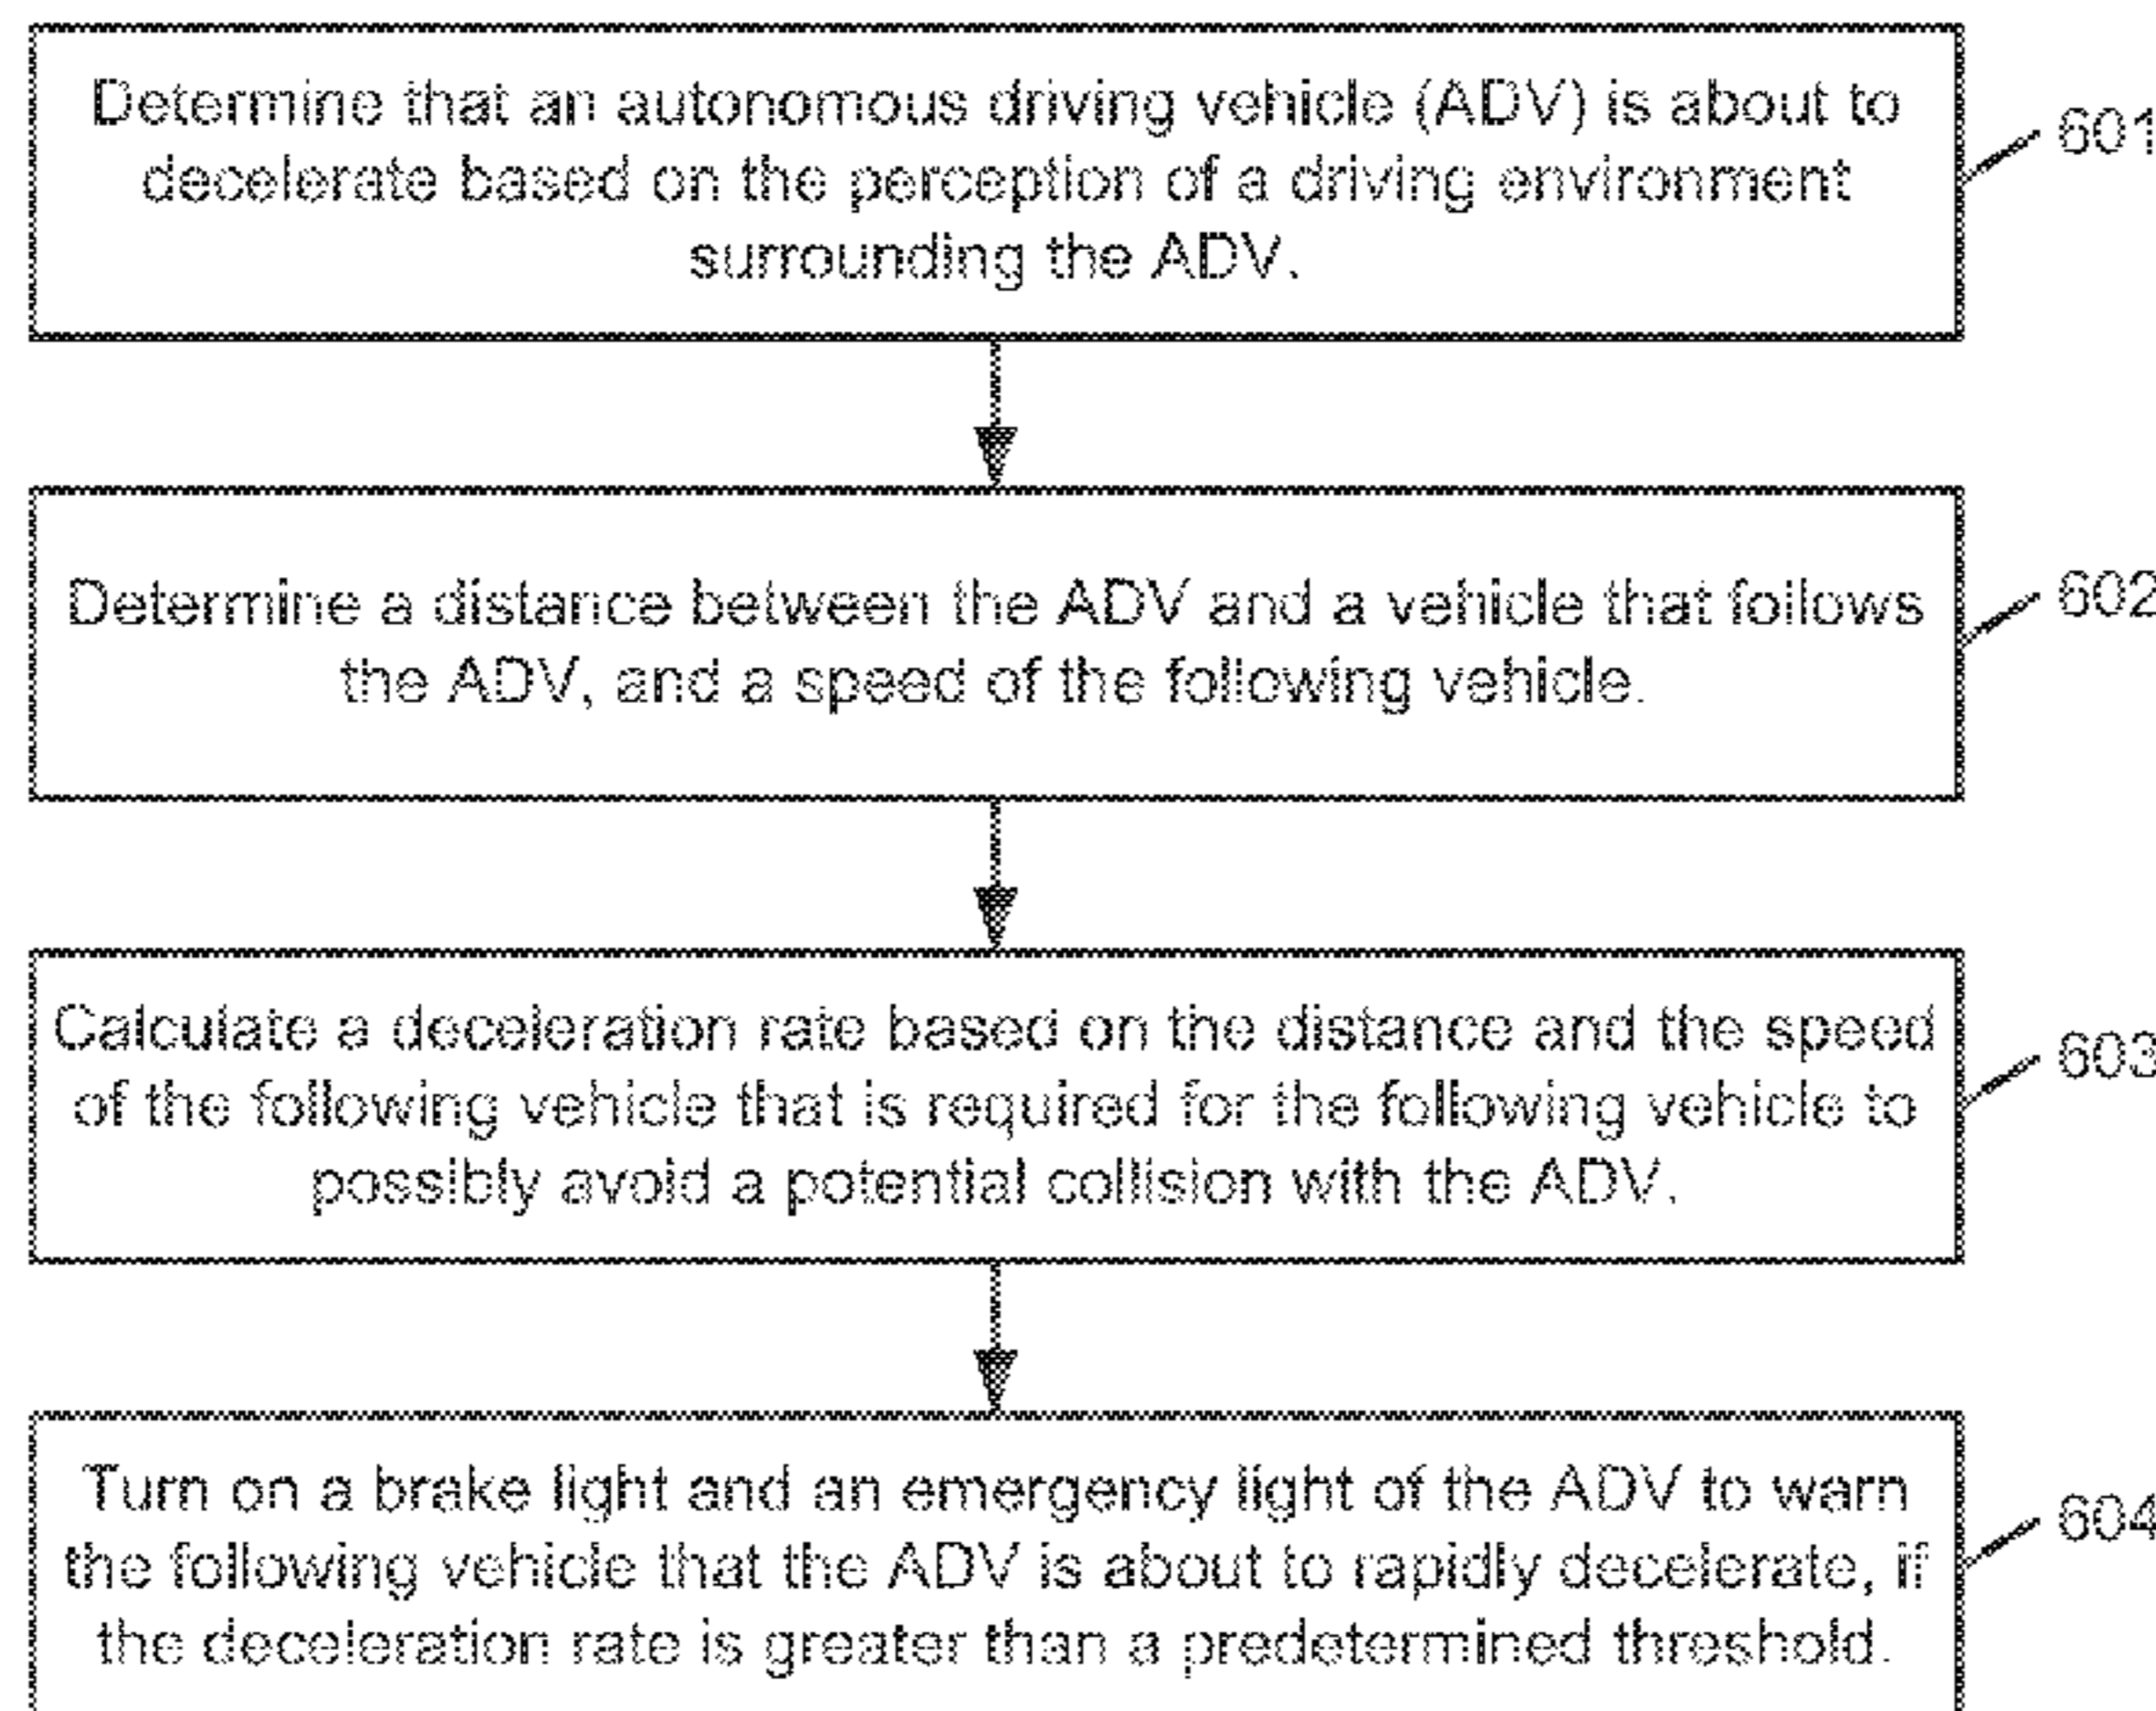 Determine that an autonomous driving vehicle (ADV) is about to
decelerate based on the perception of a driving environment
surrounding the ADV.
601
Determine a distance between the ADV and a vehicle that follows
the ADV, and a speed of the following vehicle.
602
Calculate a deceleration rate based on the distance and the speed
of the following vehicle that is required for the following vehicle to
possibly avoid a potential collision with the ADV.
603
Turn on a brake light and an emergency light of the ADV to warn
the following vehicle that the ADV is about to rapidly decelerate, if
the deceleration rate is greater than a predetermined threshold.
604